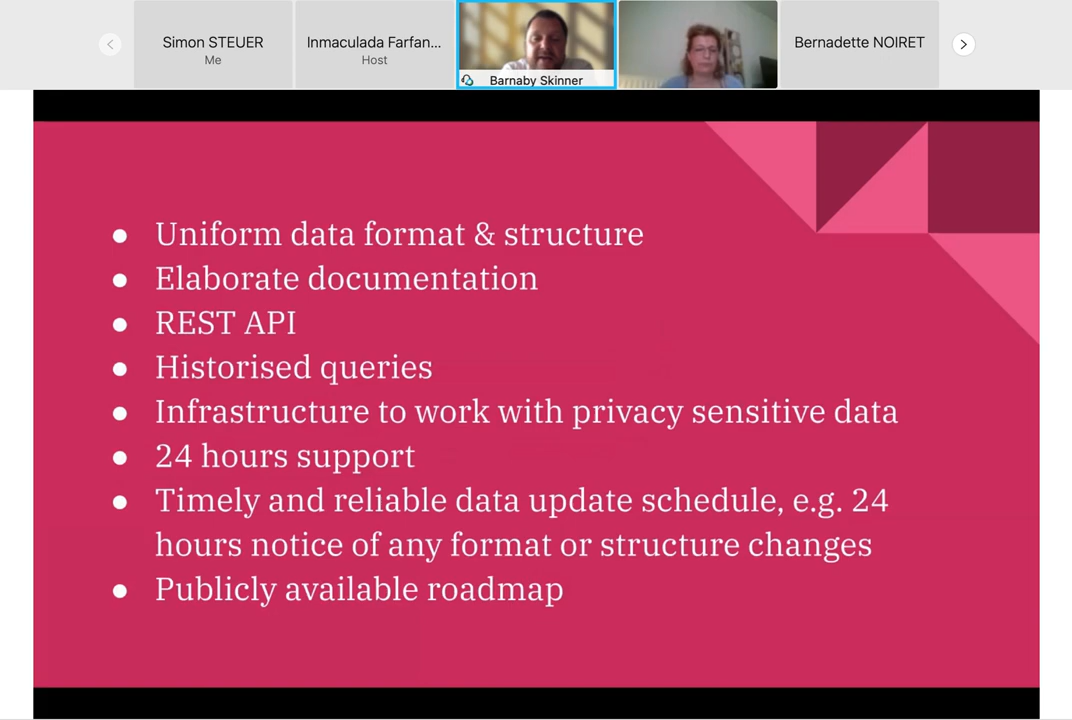 Simon STEUER
Me
Inmaculada Farfan...
Host
Barnaby Skinner
Bernadette NOIRET
● Uniform data format & structure
● Elaborate documentation
● REST API
● Historised queries
● Infrastructure to work with privacy sensitive data
● 24 hours support
● Timely and reliable data update schedule, e.g. 24
hours notice of any format or structure changes
● Publicly available roadmap